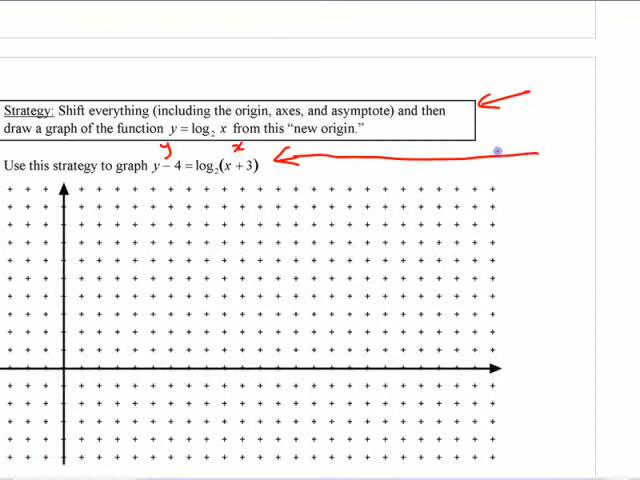 Strategy: Shift everything (including the origin, axes, and asymptote) and then
draw a graph of the function y = log₂ x from this “new origin.”
y x
Use this strategy to graph y − 4 = log₂(x + 3)